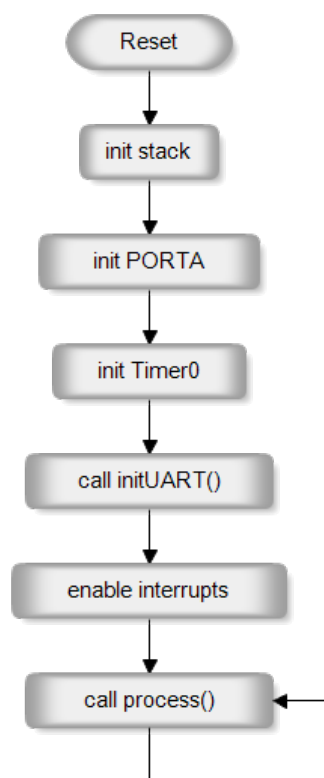 Reset
init stack
init PORTA
init Timer0
call initUART()
enable interrupts
call process()